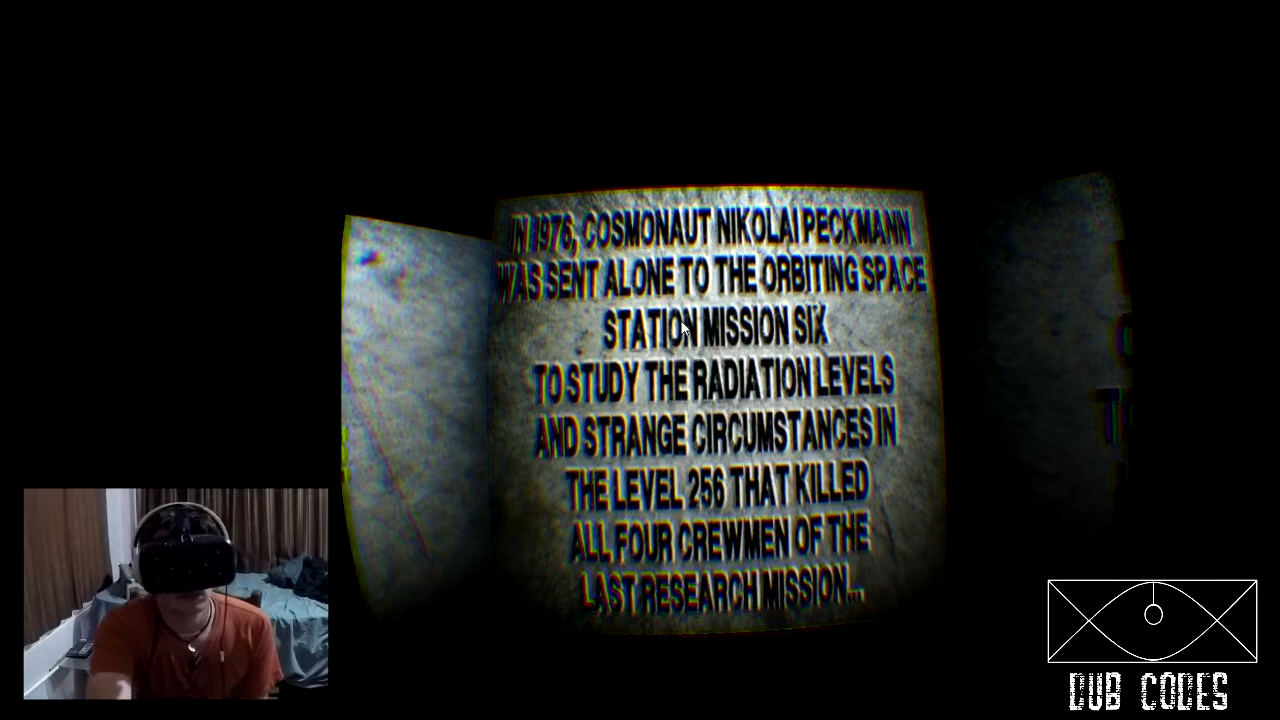 IN 1976, COSMONAUT NIKOLAI PECKMANN
WAS SENT ALONE TO THE ORBITING SPACE
STATION MISSION SIX
TO STUDY THE RADIATION LEVELS
AND STRANGE CIRCUMSTANCES IN
THE LEVEL 256 THAT KILLED
ALL FOUR CREWMEN OF THE
LAST RESEARCH MISSION...
DUB CODES